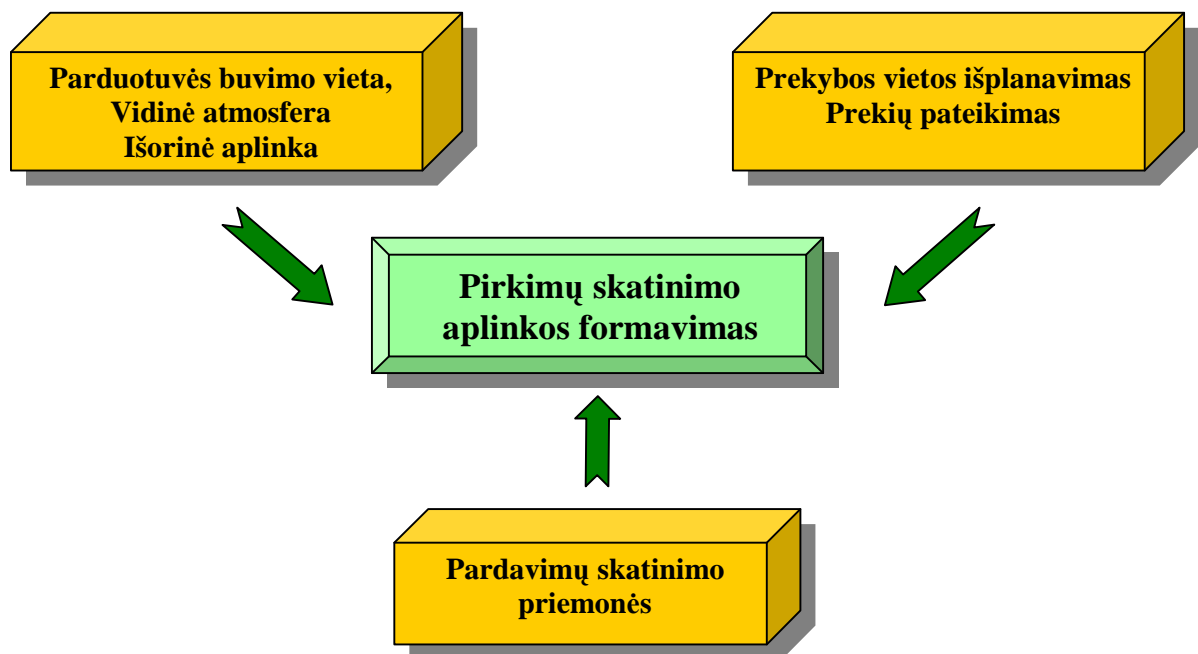 Parduotuvės buvimo vieta,
Vidinė atmosfera
Išorinė aplinka
Prekybos vietos išplanavimas
Prekių pateikimas
Pirkimų skatinimo
aplinkos formavimas
Pardavimų skatinimo
priemonės